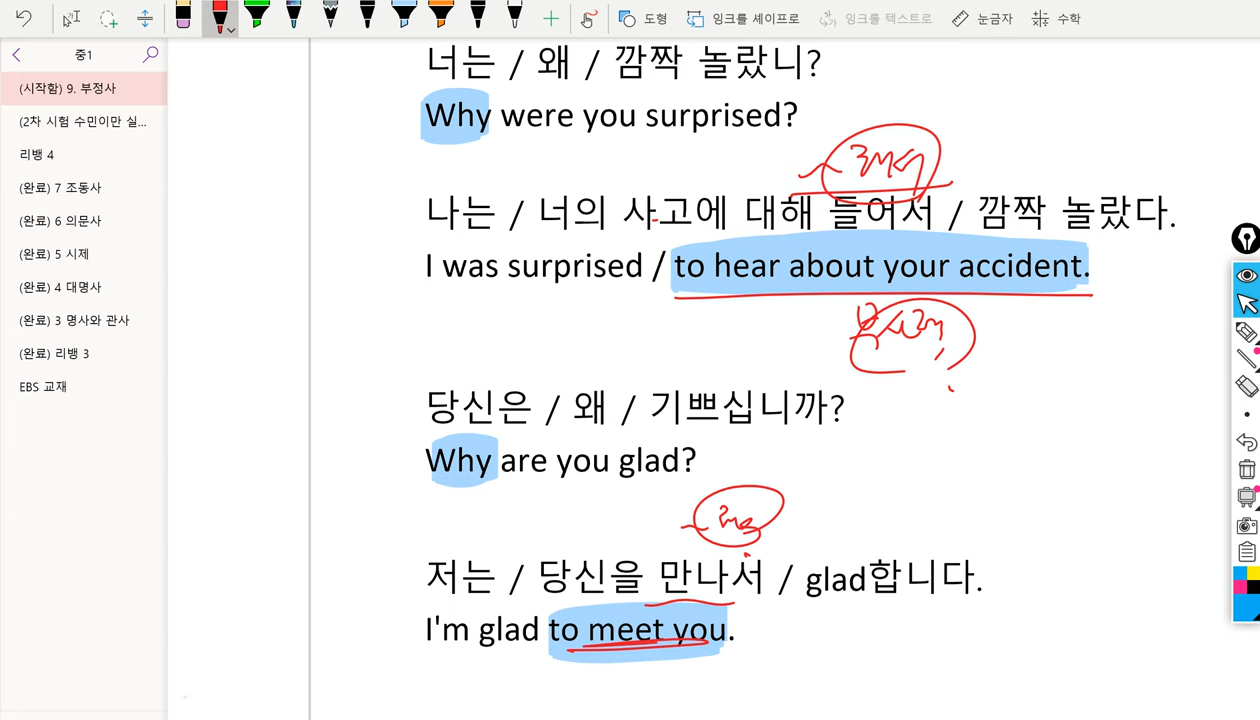 도형
잉크를 셰이프로
잉크를 텍스트로
눈금자
수학
중1
(시작함) 9. 부정사
(2차 시험 수민이만 실...
리뱅 4
(완료) 7 조동사
(완료) 6 의문사
(완료) 5 시제
(완료) 4 대명사
(완료) 3 명사와 관사
(완료) 리뱅 3
EBS 교재
너는 / 왜 / 깜짝 놀랐니?
Why were you surprised?
나는 / 너의 사고에 대해 들어서 / 깜짝 놀랐다.
I was surprised / to hear about your accident.
당신은 / 왜 / 기쁘십니까?
Why are you glad?
저는 / 당신을 만나서 / glad합니다.
I'm glad to meet you.